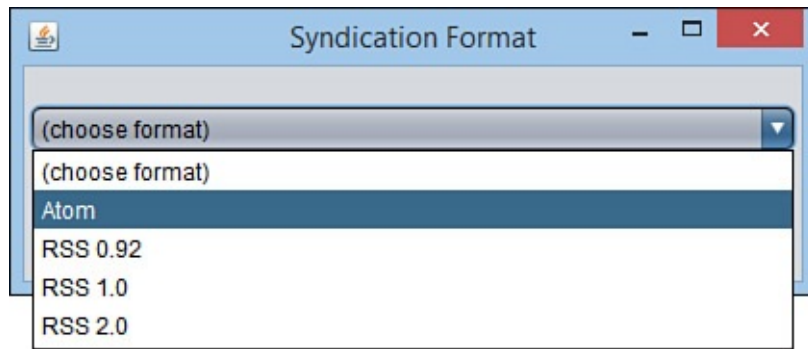 Syndication Format
(choose format)
(choose format)
Atom
RSS 0.92
RSS 1.0
RSS 2.0